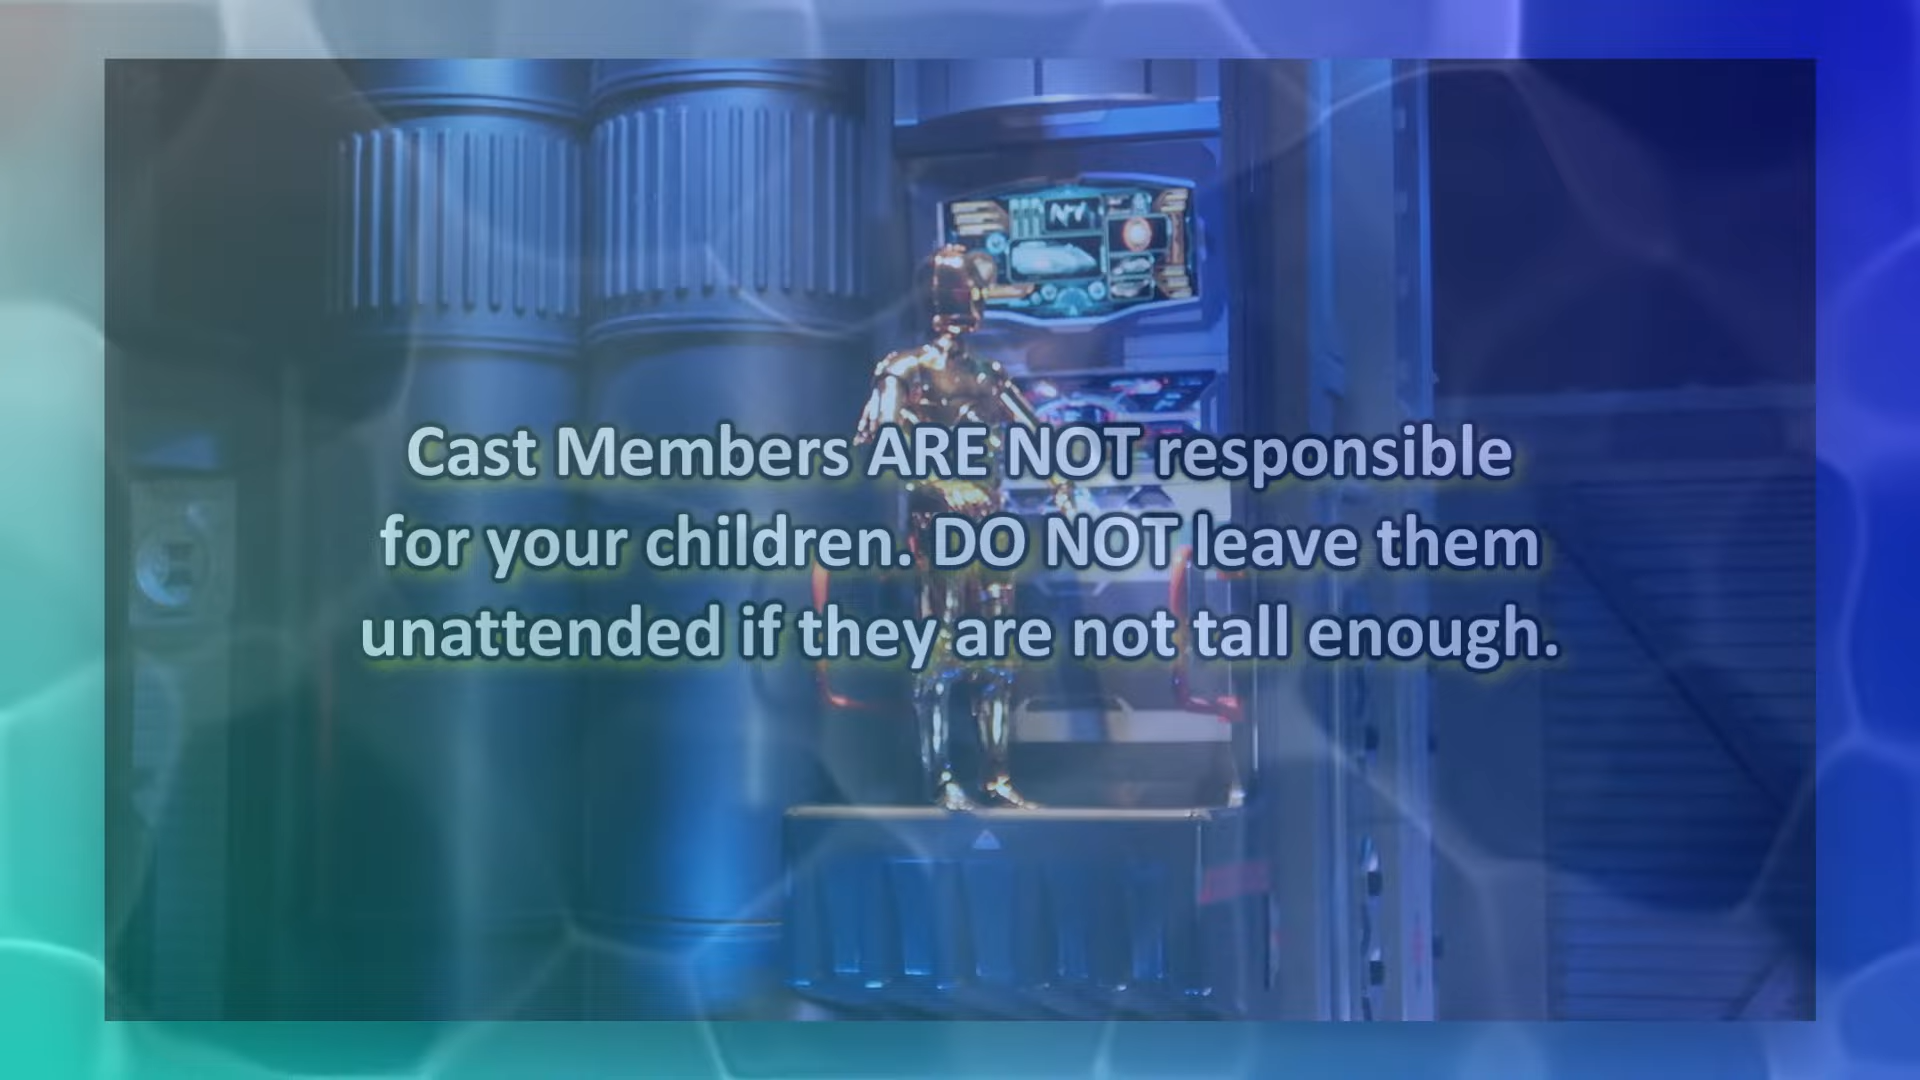 Cast Members ARE NOT responsible
for your children. DO NOT leave them
unattended if they are not tall enough.